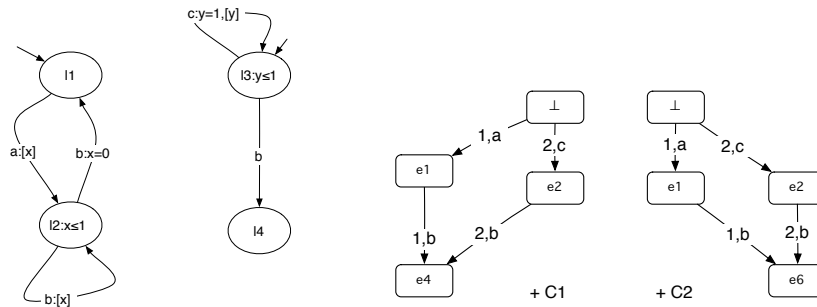 c:y=1,[y]
l1
l3:y≤1
a:[x]
b:x=0
b
l2:x≤1
l4
b:[x]
⊥
1,a
2,c
e1
e2
1,b
2,b
e4
+ C1
⊥
1,a
2,c
e1
e2
1,b
2,b
e6
+ C2